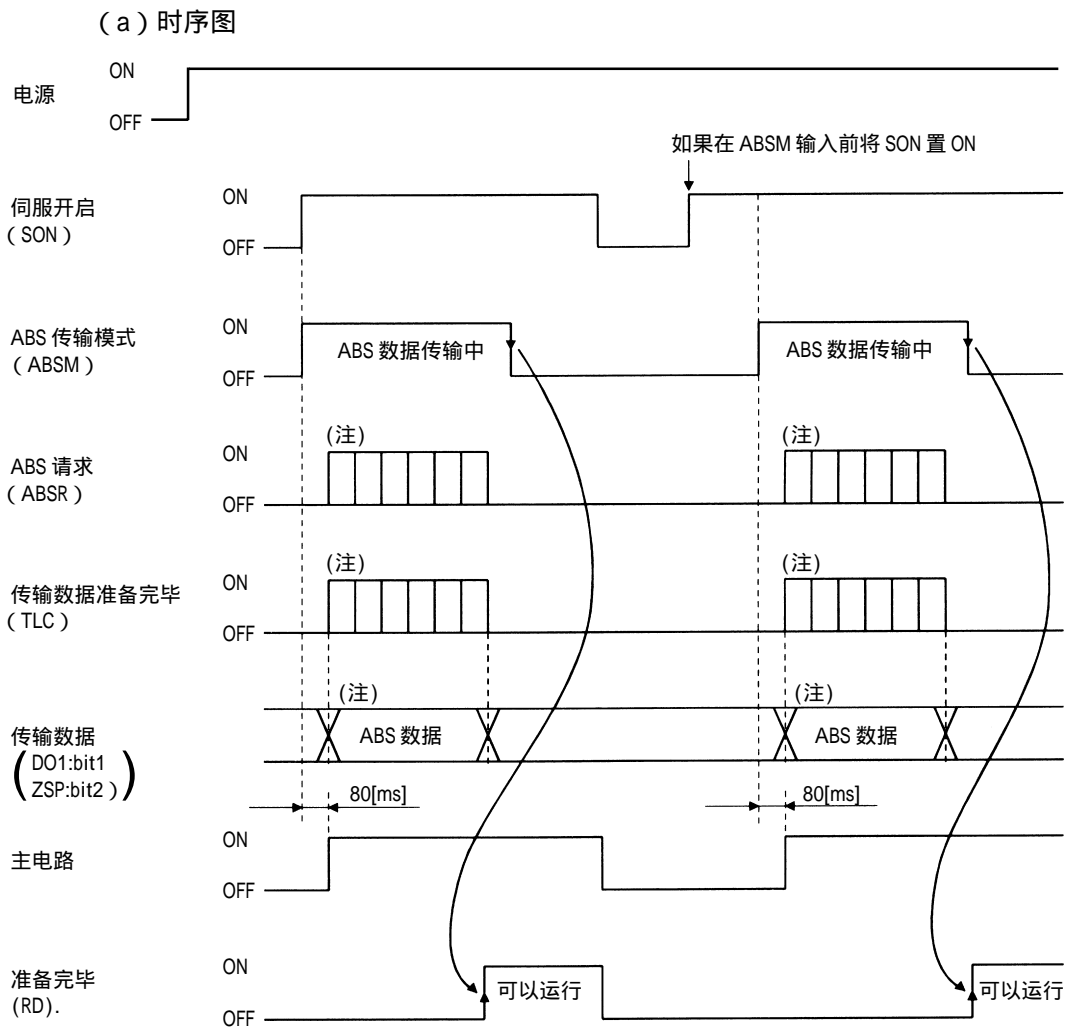 （a）时序图
ON
电源
OFF
如果在 ABSM 输入前将 SON 置 ON
ON
伺服开启
（SON）
OFF
ON
ABS 传输模式
（ABSM）
OFF
ABS 数据传输中
ABS 数据传输中
(注)
(注)
ON
ABS 请求
（ABSR）
OFF
(注)
(注)
ON
传输数据准备完毕
（TLC）
OFF
(注)
(注)
传输数据
DO1:bit1
ZSP:bit2）
ABS 数据
ABS 数据
80[ms]
80[ms]
ON
主电路
OFF
ON
准备完毕
(RD).
OFF
可以运行
可以运行